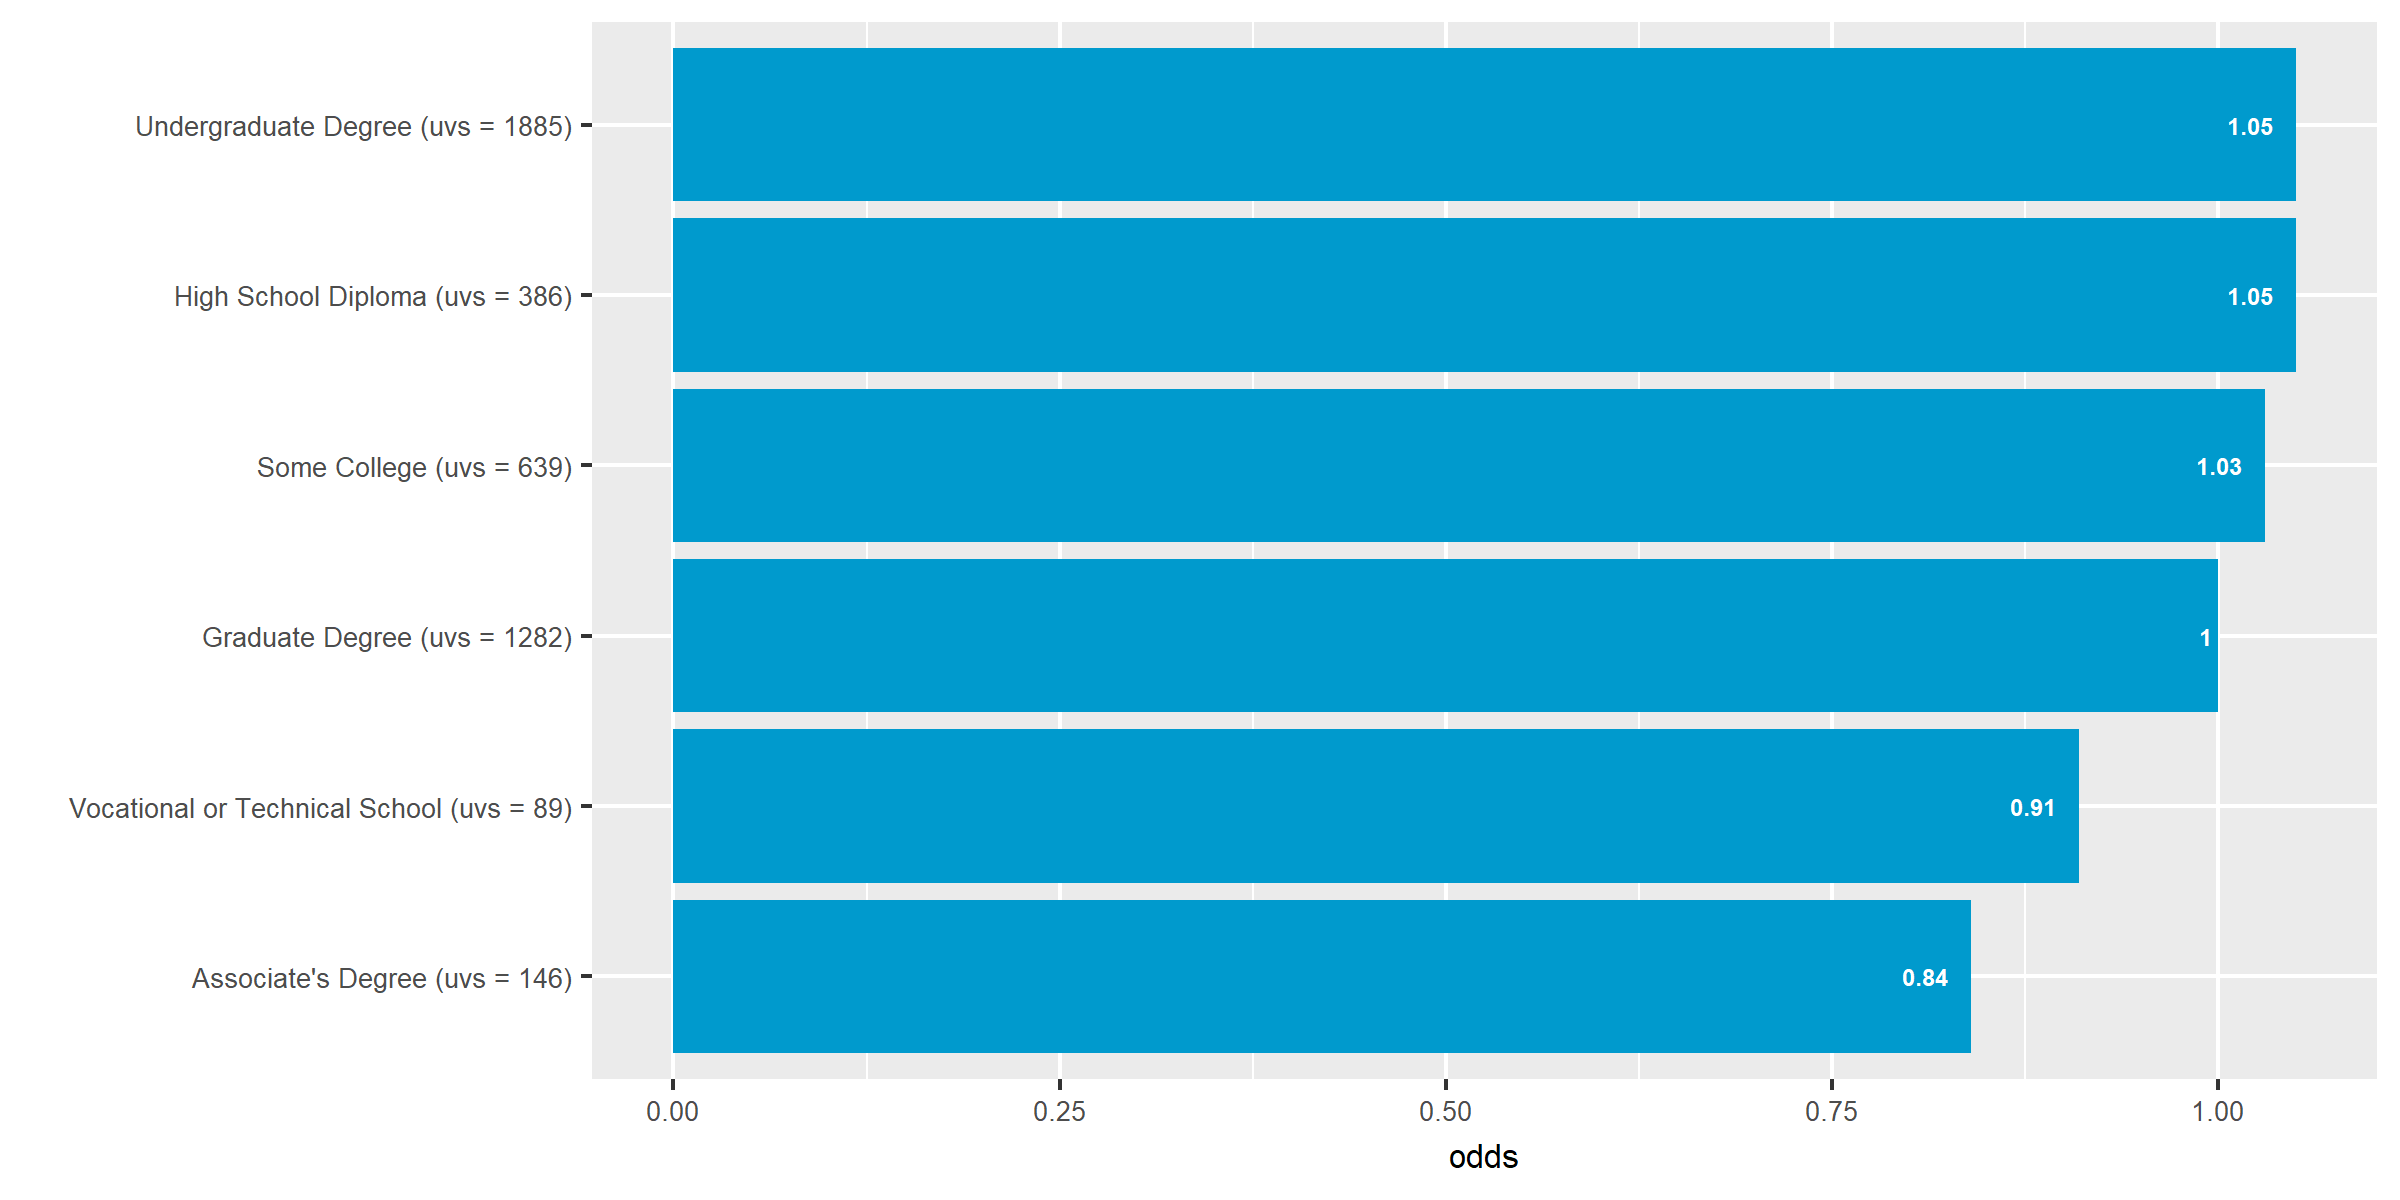 Undergraduate Degree (uvs = 1885)
1.05
High School Diploma (uvs = 386)
1.05
Some College (uvs = 639)
1.03
Graduate Degree (uvs = 1282)
1
Vocational or Technical School (uvs = 89)
0.91
Associate's Degree (uvs = 146)
0.84
0.00 0.25 0.50 0.75 1.00
odds